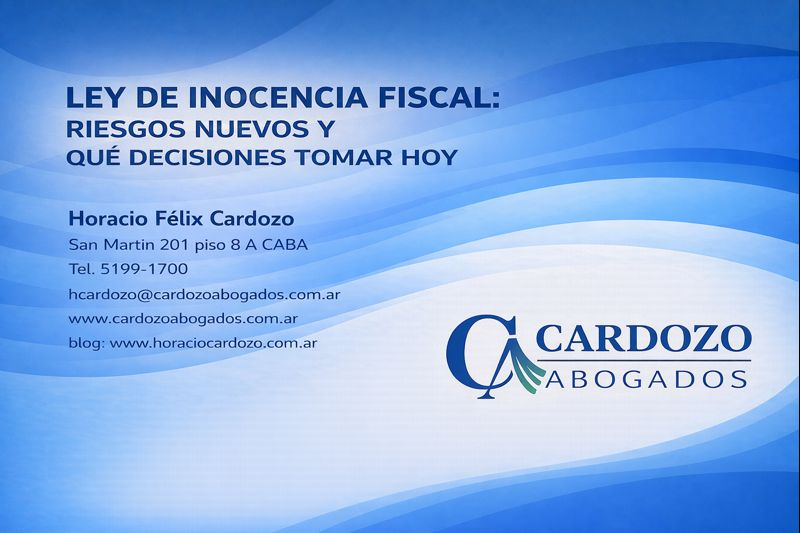 LEY DE INOCENCIA FISCAL:
RIESGOS NUEVOS Y
QUÉ DECISIONES TOMAR HOY
Horacio Félix Cardozo
San Martin 201 piso 8 A CABA
Tel. 5199-1700
hcardozo@cardozoabogados.com.ar
www.cardozoabogados.com.ar
blog: www.horaciocardozo.com.ar
CA CARDOZO
ABOGADOS